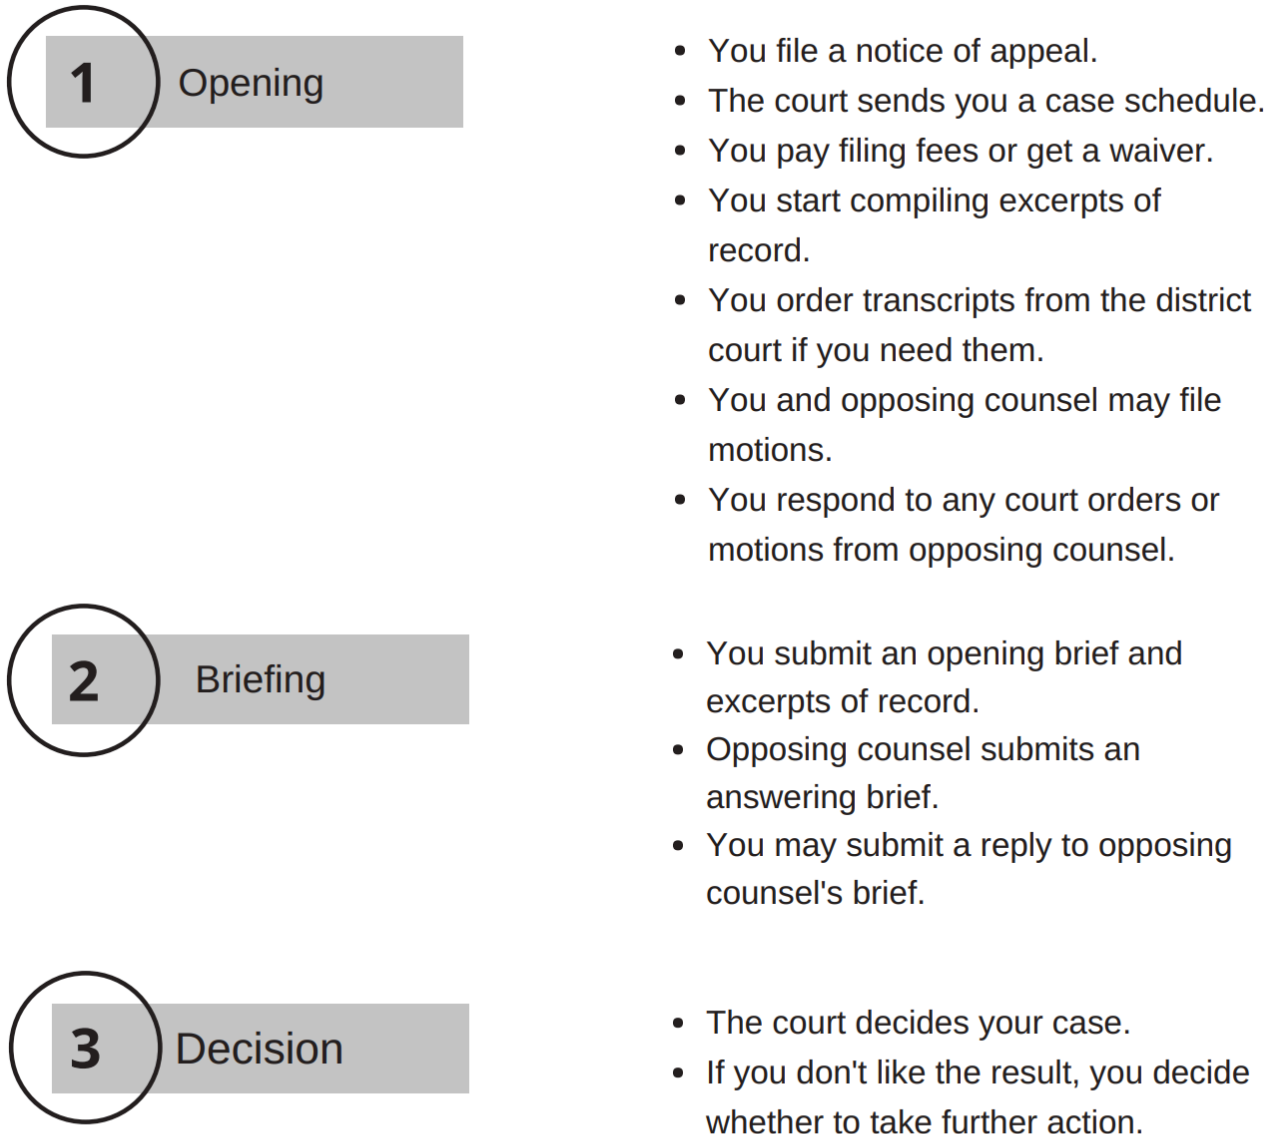 1 Opening
• You file a notice of appeal.
• The court sends you a case schedule.
• You pay filing fees or get a waiver.
• You start compiling excerpts of
record.
• You order transcripts from the district
court if you need them.
• You and opposing counsel may file
motions.
• You respond to any court orders or
motions from opposing counsel.
2 Briefing
• You submit an opening brief and
excerpts of record.
• Opposing counsel submits an
answering brief.
• You may submit a reply to opposing
counsel's brief.
3 Decision
• The court decides your case.
• If you don't like the result, you decide
whether to take further action.